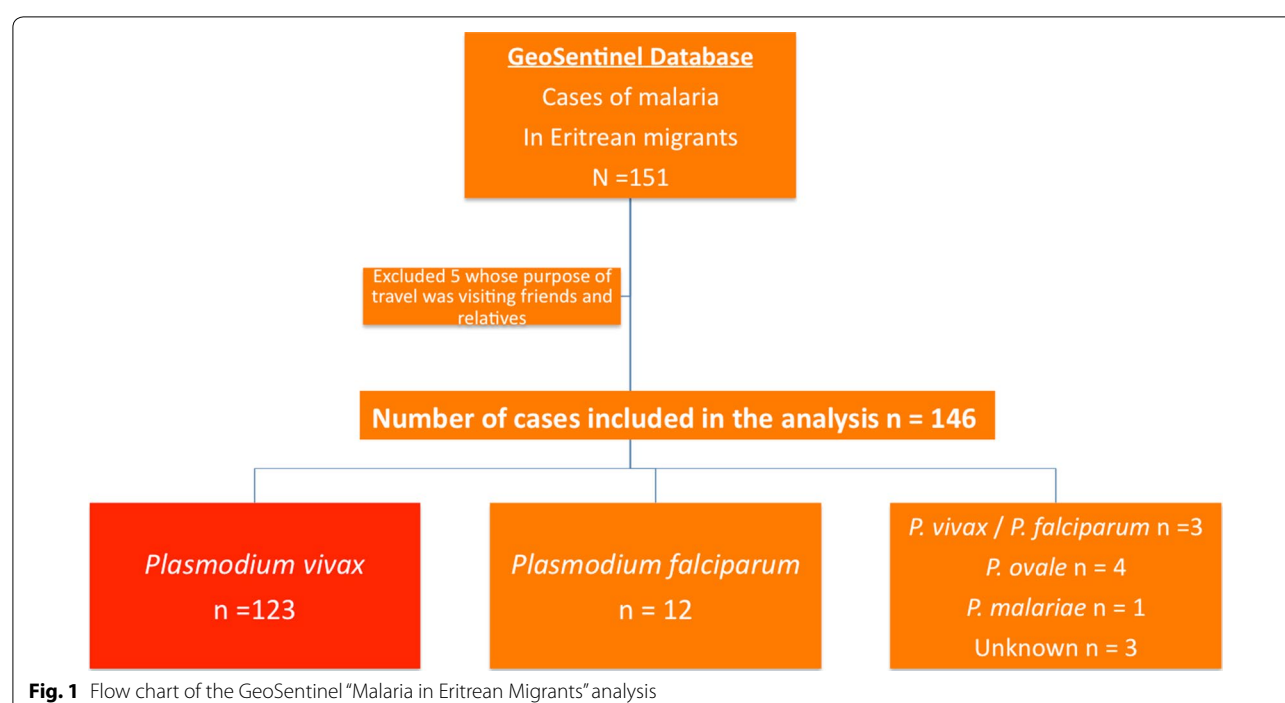 GeoSentinel Database
Cases of malaria
In Eritrean migrants
N =151
Excluded 5 whose purpose of
travel was visiting friends and
relatives
Number of cases included in the analysis n = 146
Plasmodium vivax
n =123
Plasmodium falciparum
n = 12
P. vivax / P. falciparum n =3
P. ovale n = 4
P. malariae n = 1
Unknown n = 3
Fig. 1 Flow chart of the GeoSentinel “Malaria in Eritrean Migrants” analysis